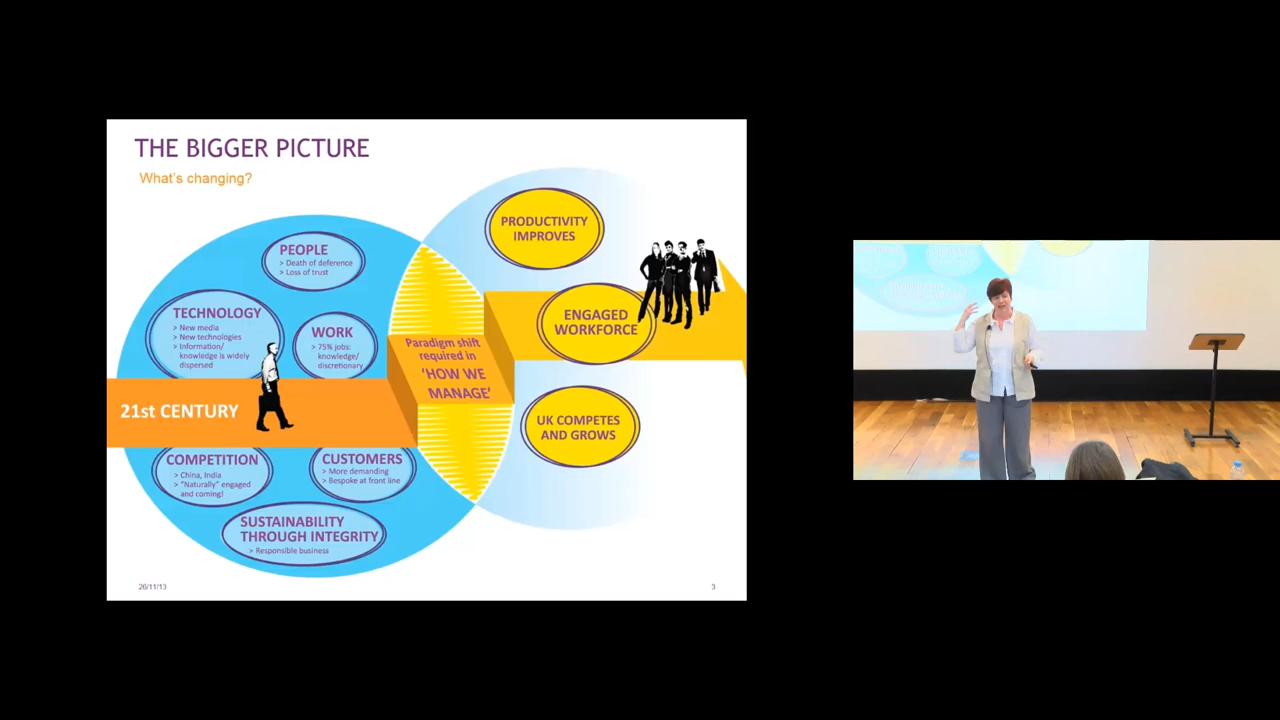 THE BIGGER PICTURE
What's changing?
PEOPLE
> Death of deference
> Loss of trust
TECHNOLOGY
> New media
> New technologies
> Information/
knowledge is widely
dispersed
WORK
> 75% jobs:
knowledge/
discretionary
21st CENTURY
COMPETITION
> China, India
> "Naturally" engaged
and coming!
CUSTOMERS
> More demanding
> Bespoke at front line
SUSTAINABILITY
THROUGH INTEGRITY
> Responsible business
Paradigm shift
required in
'HOW WE
MANAGE'
PRODUCTIVITY
IMPROVES
ENGAGED
WORKFORCE
UK COMPETES
AND GROWS
26/11/13
3